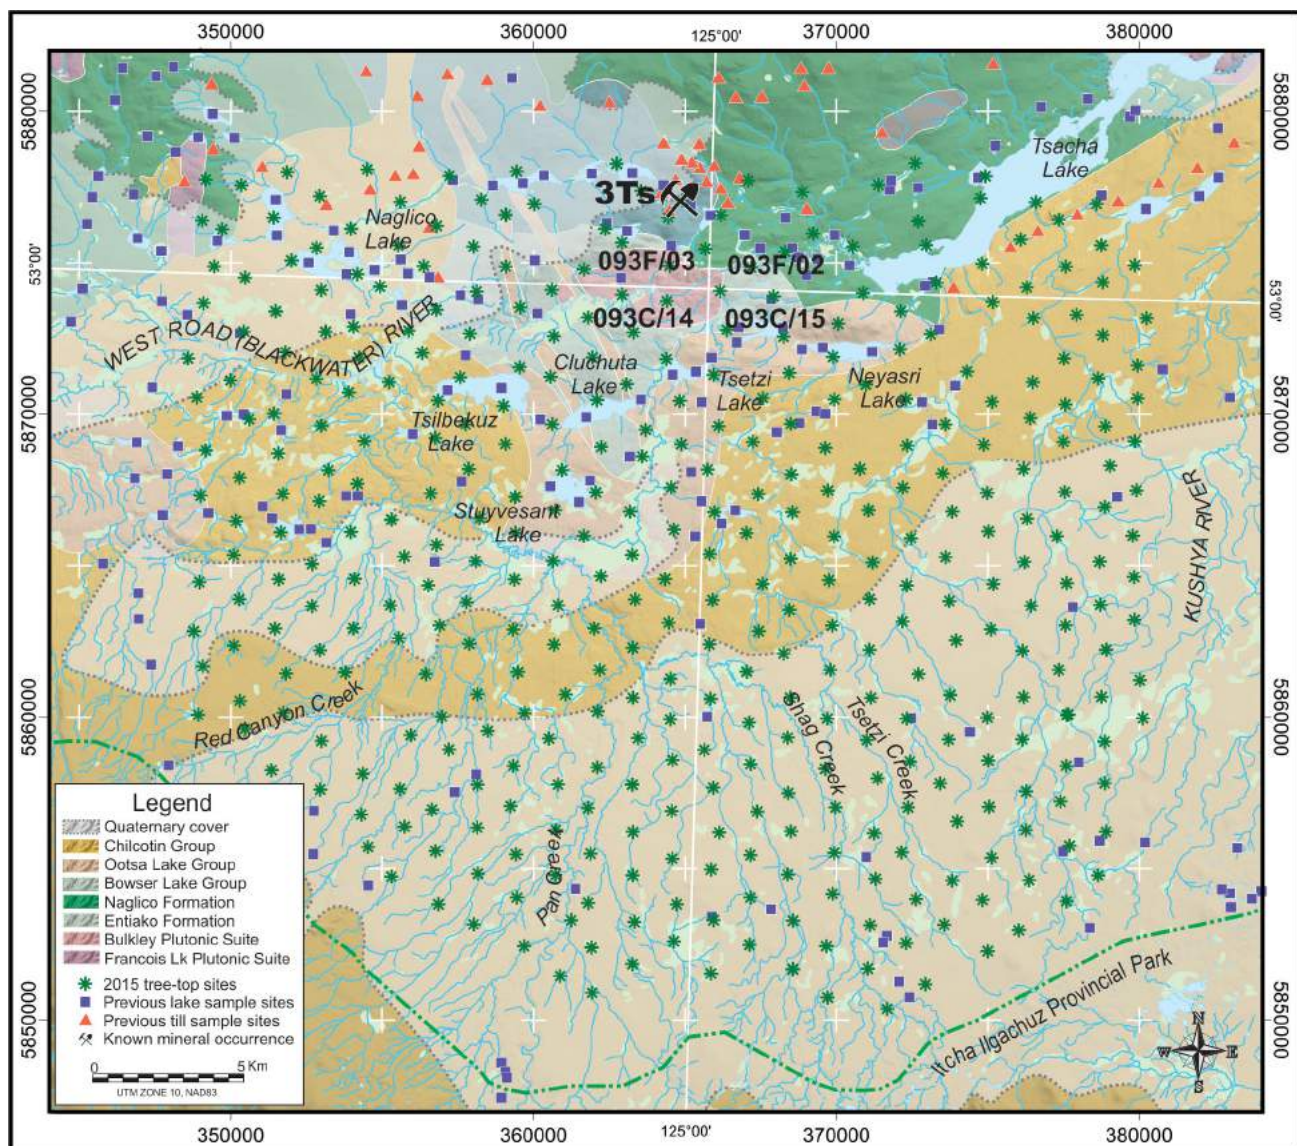 350000
360000
125°00'
370000
380000
5880000
5880000
Tsacha
Lake
3Ts
Naglico
Lake
53°00'
093F/03
093F/02
53°00'
093C/14
093C/15
WEST ROAD (BLACKWATER) RIVER
Cluchuta
Lake
Tsetzi
Lake
Neyasri
Lake
5870000
5870000
Tsilbekuz
Lake
Stuyvesant
Lake
KUSHYA RIVER
5860000
5860000
Red Canyon Creek
Shag Creek
Tsetzi Creek
Pan Creek
Legend
Quaternary cover
Chilcotin Group
Ootsa Lake Group
Bowser Lake Group
Naglico Formation
Entiako Formation
Bulkley Plutonic Suite
Francois Lk Plutonic Suite
2015 tree-top sites
Previous lake sample sites
Previous till sample sites
Known mineral occurrence
0
5 Km
UTM ZONE 10, NAD83
Itcha Ilgachuz Provincial Park
N
W
E
S
5850000
5850000
350000
360000
125°00'
370000
380000